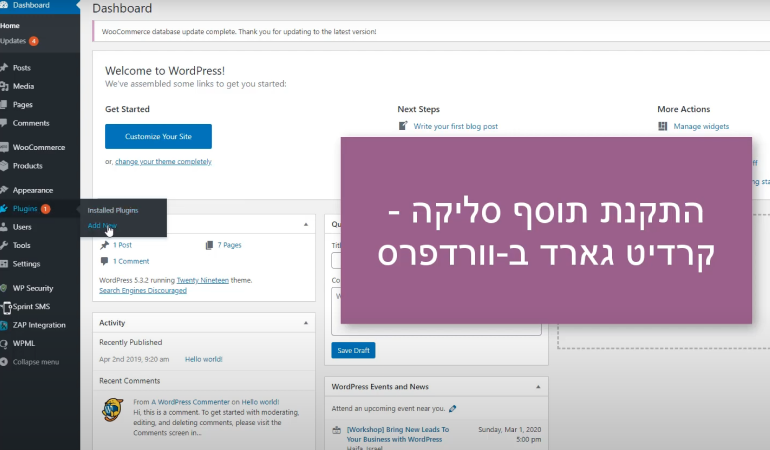 Dashboard
Dashboard
Home
Updates 4
WooCommerce database update complete. Thank you for updating to the latest version!
Posts
Media
Pages
Comments
WooCommerce
Products
Appearance
Plugins 1
Installed Plugins
Add New
Users
Tools
Settings
WP Security
Sprint SMS
ZAP Integration
WPML
Collapse menu
Welcome to WordPress!
We've assembled some links to get you started:
Get Started
Customize Your Site
or, change your theme completely
Next Steps
Write your first blog post
More Actions
Manage widgets
התקנת תוסף סליקה -
קרדיט גארד ב-וורדפרס
1 Post
7 Pages
1 Comment
WordPress 5.3.2 running Twenty Nineteen theme.
Search Engines Discouraged
Activity
Recently Published
Apr 2nd 2019, 9:20 am
Hello world!
Recent Comments
From A WordPress Commenter on Hello world!
Hi, this is a comment. To get started with moderating,
editing, and deleting comments, please visit the
Comments screen in...
Save Draft
WordPress Events and News
Attend an upcoming event near you.
[Workshop] Bring New Leads To
Your Business with WordPress
Sunday, Mar 1, 2020
5:00 pm
Haifa, Israel